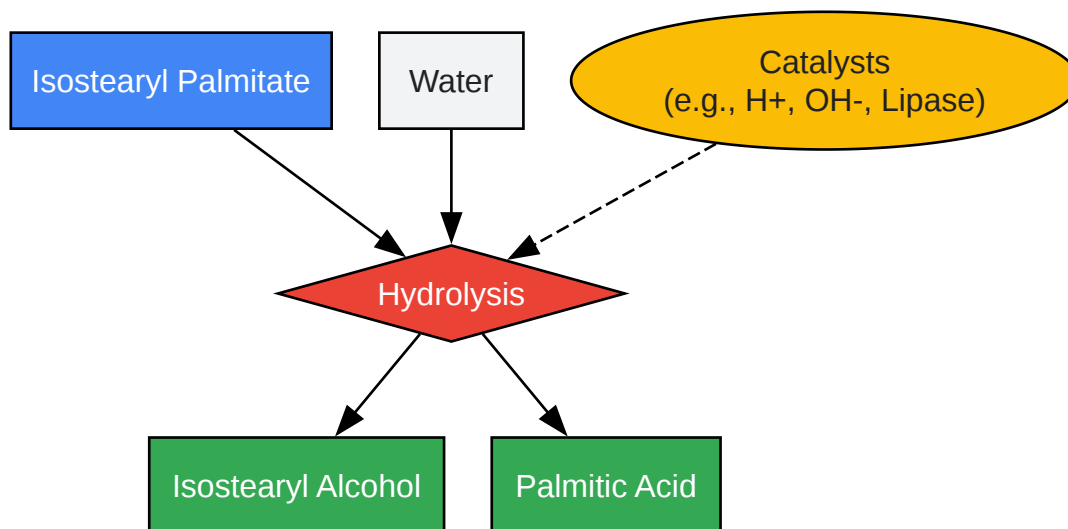 Isostearyl Palmitate
Water
Catalysts
(e.g., H+, OH-, Lipase)
Hydrolysis
Isostearyl Alcohol
Palmitic Acid